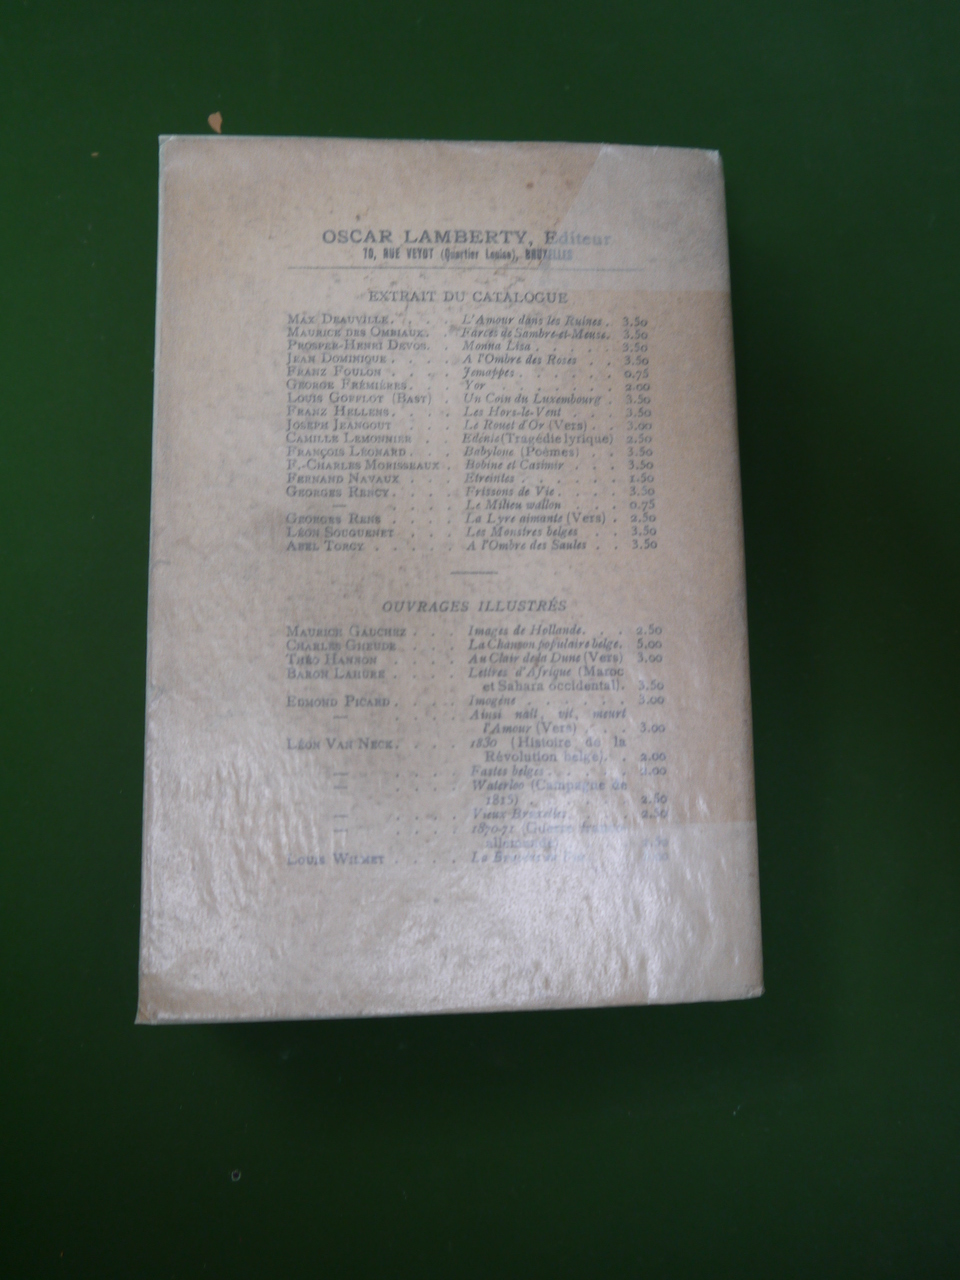 OSCAR LAMBERTY, Editeur
70, RUE VEYDT (Quartier Louise), BRUXELLES
EXTRAIT DU CATALOGUE
MAX DEAUVILLE. . . . L'Amour dans les Ruines . 3.50
MAURICE DES OMBIAUX. . Farces de Sambre-et-Meuse. 3.50
PROSPER-HENRI DEVOS. . Monna Lisa . . . . . 3.50
JEAN DOMINIQUE . . . . A l'Ombre des Roses . . 3.50
FRANZ FOULON . . . . Jemappes . . . . . . 0.75
GEORGE FRÉMIÈRES. . . . Yor . . . . . . . 2.00
LOUIS GOFFLOT (BASY) . Un Coin du Luxembourg . 3.50
FRANZ HELLENS. . . . . Les Hors-le-Vent . . . 3.50
JOSEPH JEANGOUT . . . Le Rouet d'Or (Vers) . . 3.00
CAMILLE LEMONNIER . . Edénie (Tragédie lyrique) 2.50
FRANÇOIS LÉONARD. . . . Babylone (Poèmes) . . 3.50
F.-CHARLES MORISSEAUX . Bobine et Casimir . . . 3.50
FERNAND NAVAUX . . . Etreintes . . . . . . 1.50
GEORGES RENCY. . . . . Frissons de Vie . . . . 3.50
— . . . . Le Milieu wallon . . . 0.75
GEORGES RENS . . . . La Lyre aimante (Vers) . 2.50
LÉON SOUGUENET . . . Les Monstres belges . . 3.50
ABEL TORCY . . . . . A l'Ombre des Saules . . 3.50
OUVRAGES ILLUSTRÉS
MAURICE GAUCHEZ . . . Images de Hollande. . . 2.50
CHARLES GHEUDE. . . . La Chanson populaire belge. 5.00
THÉO HANNON . . . . Au Clair de la Dune (Vers) 3.00
BARON LAHURE . . . . Lettres d'Afrique (Maroc
et Sahara occidental). 3.50
EDMOND PICARD . . . . Imogène . . . . . . 3.00
— . . . . Ainsi naît, vit, meurt
l'Amour (Vers) . . . 3.00
LÉON VAN NECK. . . . 1830 (Histoire de la
Révolution belge). . 2.00
— . . . . Fastes belges . . . . .
— . . . . Waterloo (Campagne de
1815) . . . . . 2.50
— . . . . Vieux-Bruxelles. . . . 2.50
— . . . . 1870-71 (Guerre franco-
allemande)
LOUIS WILMET . . . .